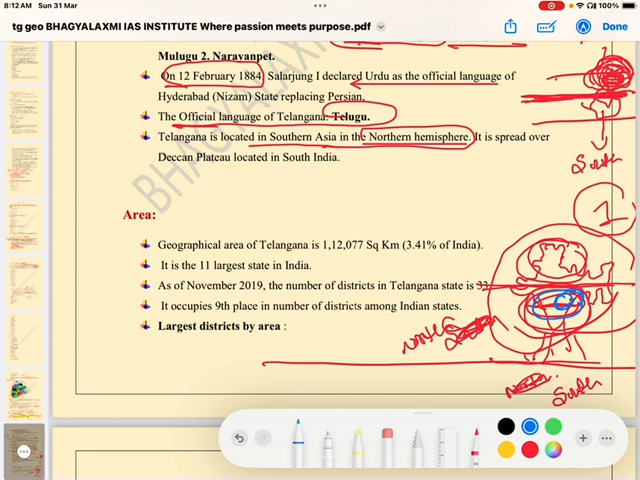 8:12 AM Sun 31 Mar
100%
tg geo BHAGYALAXMI IAS INSTITUTE Where passion meets purpose.pdf
Done
Mulugu 2. Narayanpet.
On 12 February 1884, Salarjung I declared Urdu as the official language of
Hyderabad (Nizam) State replacing Persian.
The Official language of Telangana: Telugu.
Telangana is located in Southern Asia in the Northern hemisphere. It is spread over
Deccan Plateau located in South India.
South
1
Area:
Geographical area of Telangana is 1,12,077 Sq Km (3.41% of India).
It is the 11 largest state in India.
As of November 2019, the number of districts in Telangana state is 33
It occupies 9th place in number of districts among Indian states.
Largest districts by area :
South
BHAGYALAXMI